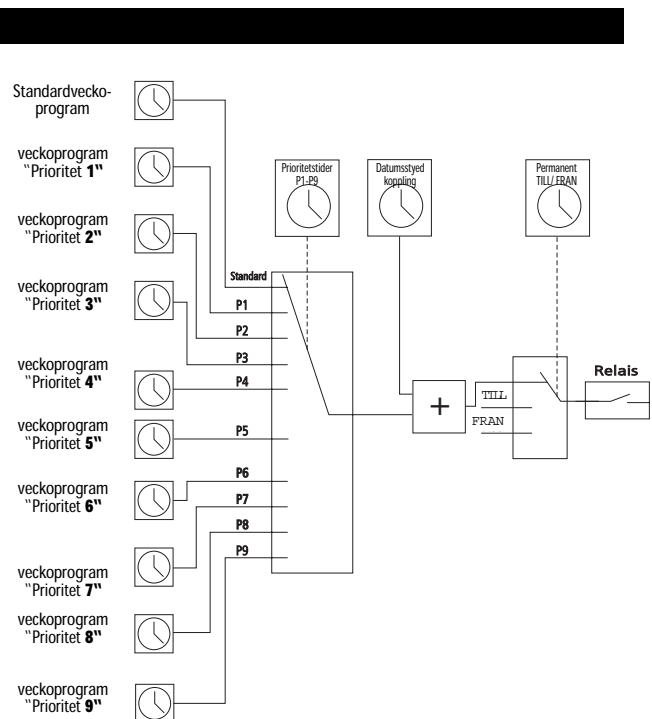 Standardvecko-
program
veckoprogram
“Prioritet 1“
veckoprogram
“Prioritet 2“
veckoprogram
“Prioritet 3“
veckoprogram
“Prioritet 4“
veckoprogram
“Prioritet 5“
veckoprogram
“Prioritet 6“
veckoprogram
“Prioritet 7“
veckoprogram
“Prioritet 8“
veckoprogram
“Prioritet 9“
Prioritetstider
P1-P9
Datumsstyed
koppling
Permanent
TILL/ FRAN
Standard
P1
P2
P3
P4
P5
P6
P7
P8
P9
+
TILL
FRAN
Relais